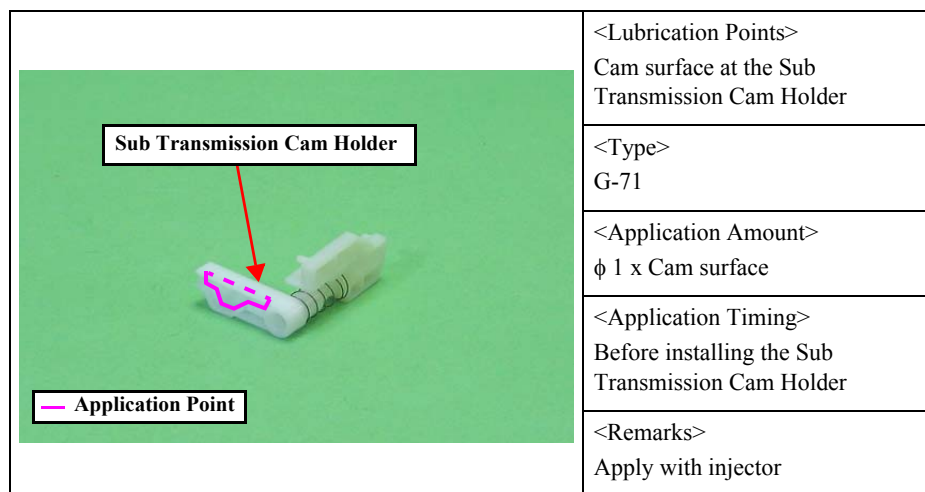 Sub Transmission Cam Holder
Application Point
<Lubrication Points>
Cam surface at the Sub
Transmission Cam Holder
<Type>
G-71
<Application Amount>
ϕ 1 x Cam surface
<Application Timing>
Before installing the Sub
Transmission Cam Holder
<Remarks>
Apply with injector